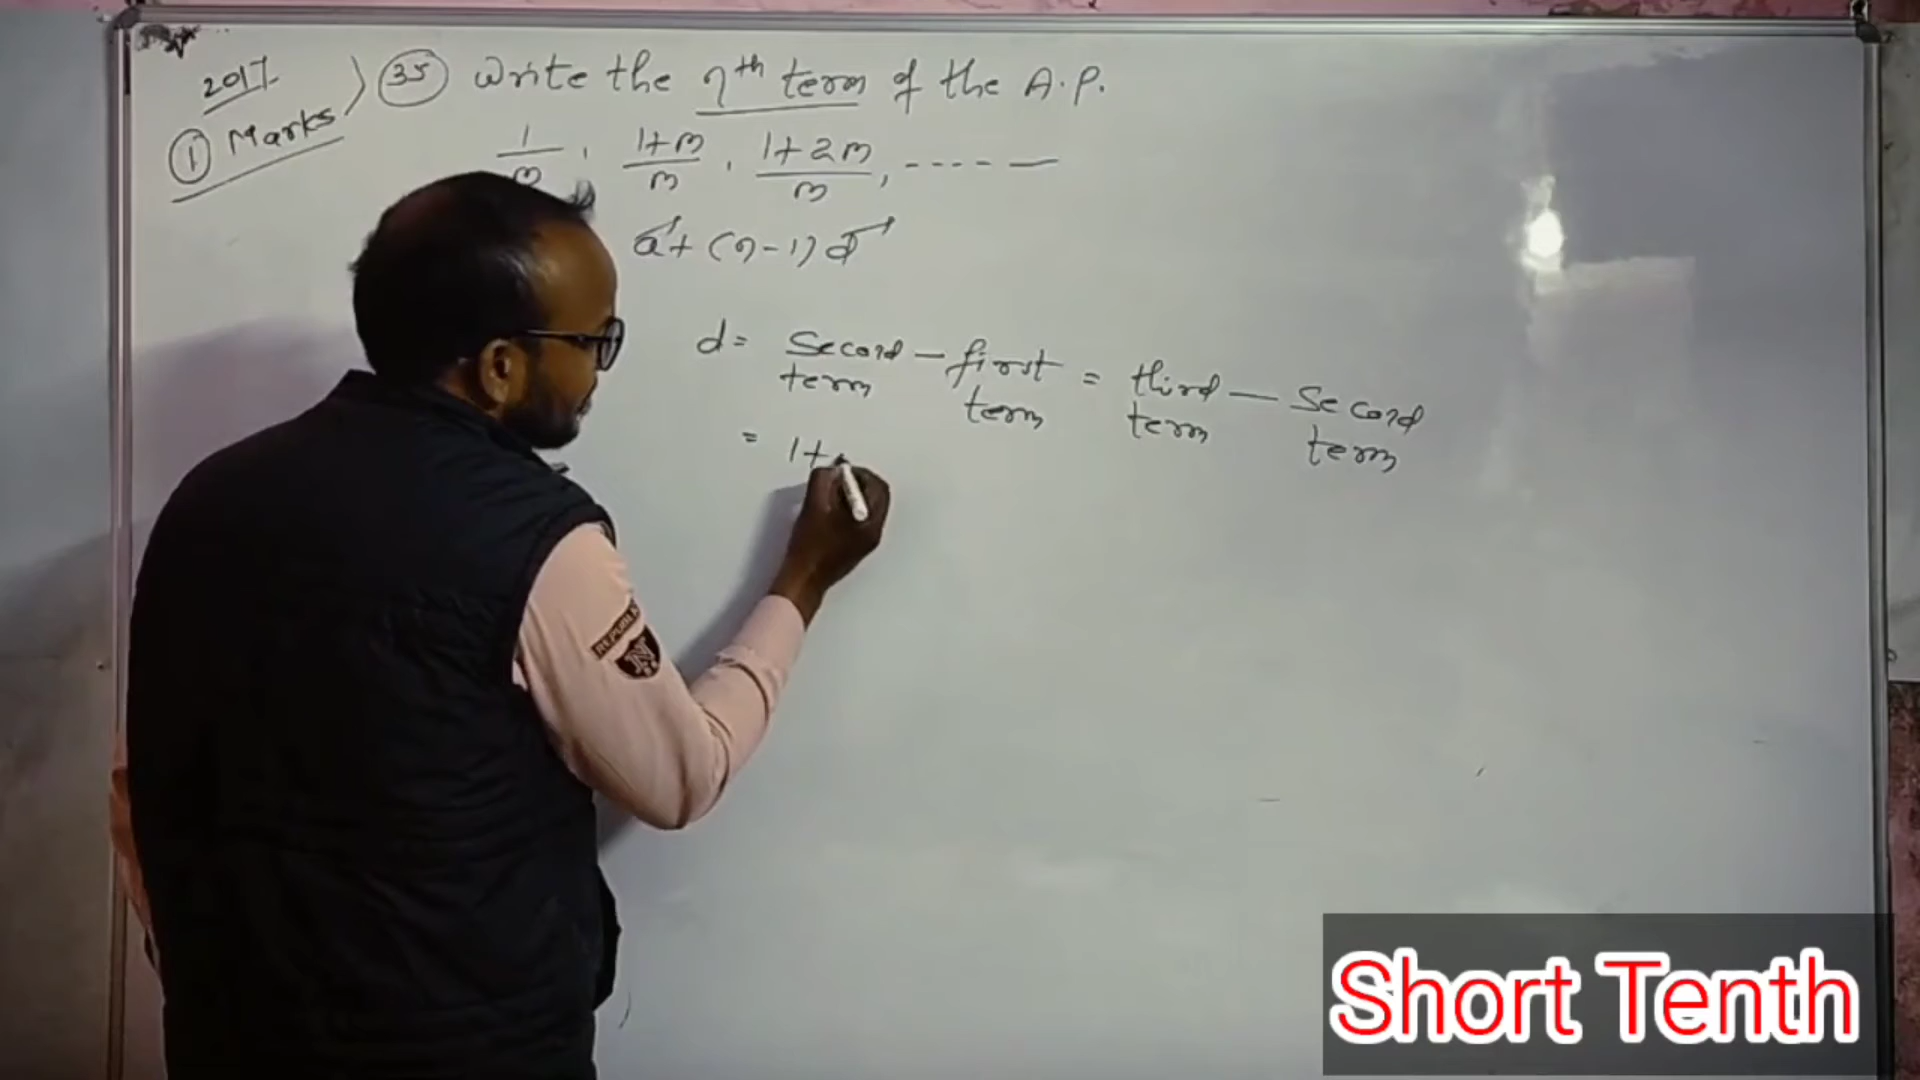 2017
① Marks
㉟ Write the nth term of the A.P.
1/m, (1+m)/m, (1+2m)/m, ----- —
a + (n-1) d
d = Second term - first term = third term - Second term
= 1+
REPUBLIC
N
Short Tenth